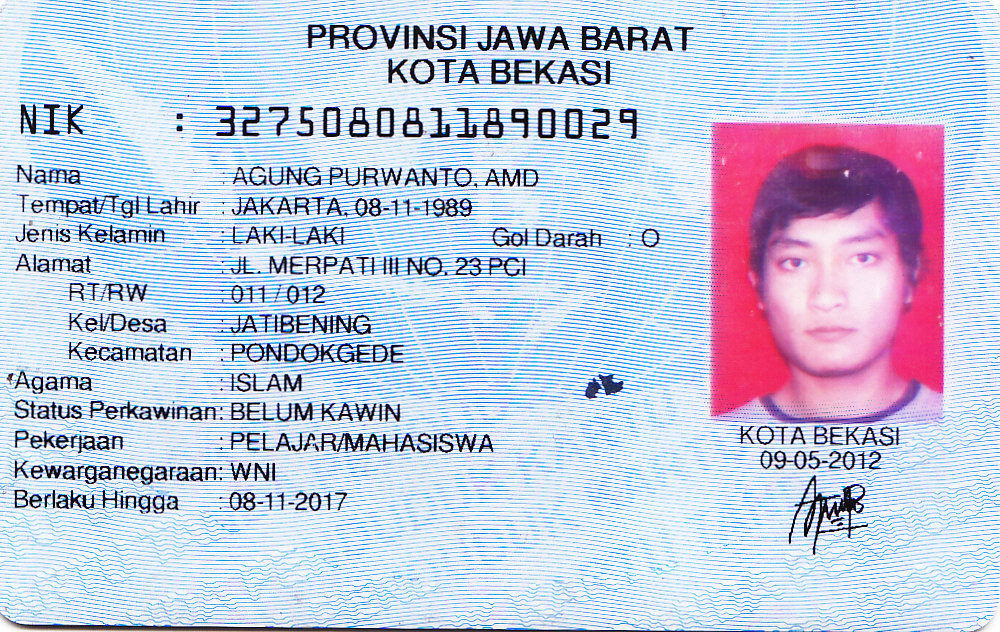 PROVINSI JAWA BARAT
KOTA BEKASI
NIK : 3275080811890029
Nama : AGUNG PURWANTO, AMD
Tempat/Tgl Lahir : JAKARTA, 08-11-1989
Jenis Kelamin : LAKI-LAKI Gol Darah : O
Alamat : JL. MERPATI III NO. 23 PCI
RT/RW : 011 / 012
Kel/Desa : JATIBENING
Kecamatan : PONDOKGEDE
Agama : ISLAM
Status Perkawinan: BELUM KAWIN
Pekerjaan : PELAJAR/MAHASISWA
Kewarganegaraan: WNI
Berlaku Hingga : 08-11-2017
KOTA BEKASI
09-05-2012